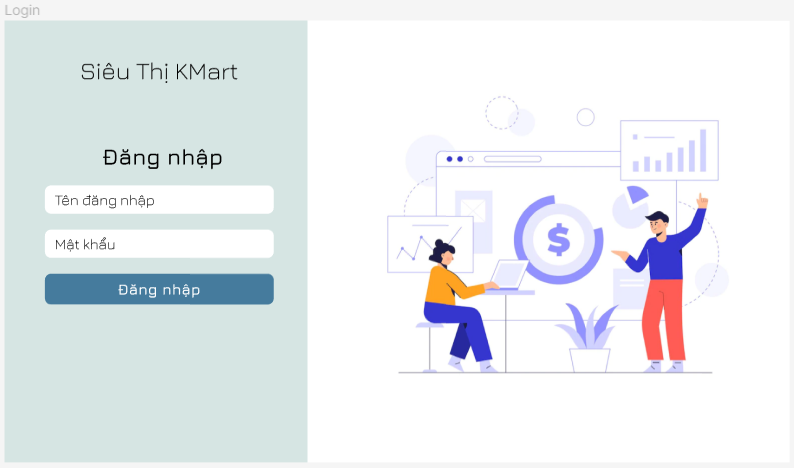 Login
Siêu Thị KMart
Đăng nhập
Tên đăng nhập
Mật khẩu
Đăng nhập
$